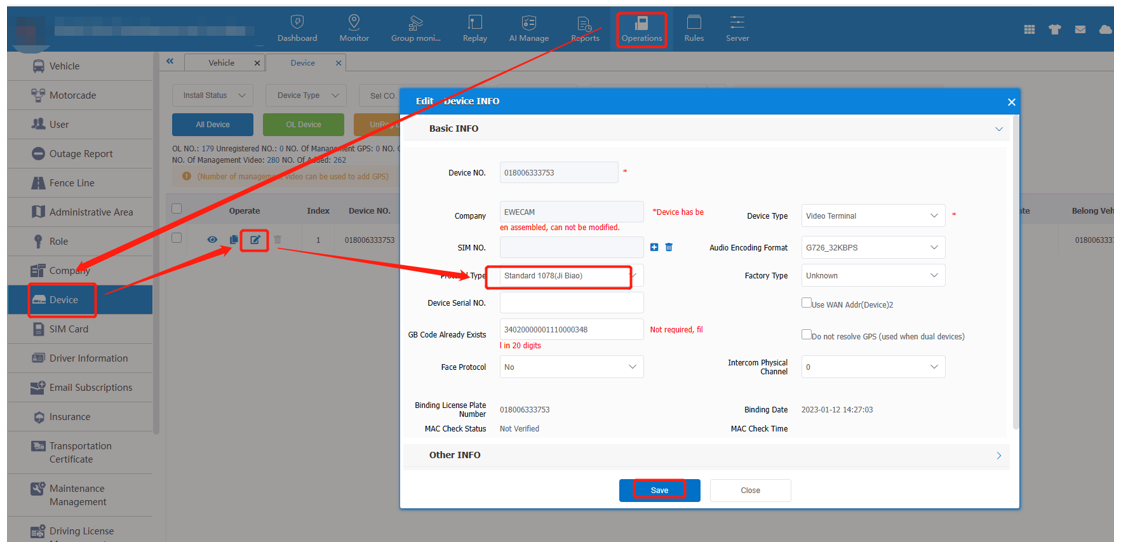 Dashboard
Monitor
Group moni...
Replay
AI Manage
Reports
Operations
Rules
Server
Vehicle
Motorcade
User
Outage Report
Fence Line
Administrative Area
Role
Company
Device
SIM Card
Driver Information
Email Subscriptions
Insurance
Transportation
Certificate
Maintenance
Management
Driving License
Vehicle
Device
Install Status
Device Type
Sel CO.
All Device
OL Device
OL NO.: 179 Unregistered NO.: 0 NO. Of Management GPS: 0 NO.
NO. Of Management Video: 280 NO. Of Added: 262
(Number of management video can be used to add GPS)
Operate
Index
Device NO.
Belong Veh
1
018006333753
01800633
Edit - Device INFO
Basic INFO
Device NO.
018006333753
*
Company
EWECAM
*Device has be
en assembled, can not be modified.
Device Type
Video Terminal
*
SIM NO.
Audio Encoding Format
G726_32KBPS
Protocol Type
Standard 1078(Ji Biao)
Factory Type
Unknown
Device Serial NO.
Use WAN Addr(Device)2
GB Code Already Exists
34020000001110000348
Not required, fil
l in 20 digits
Do not resolve GPS (used when dual devices)
Face Protocol
No
Intercom Physical
Channel
0
Binding License Plate
Number
018006333753
Binding Date
2023-01-12 14:27:03
MAC Check Status
Not Verified
MAC Check Time
Other INFO
Save
Close